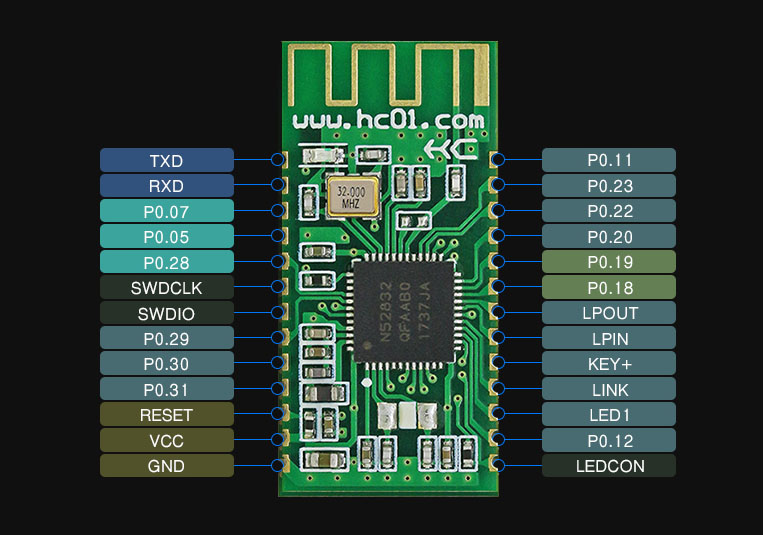 www.hc01.com
HC
32.000
MHZ
N52832
QFAAB0
1737JA
TXD
RXD
P0.07
P0.05
P0.28
SWDCLK
SWDIO
P0.29
P0.30
P0.31
RESET
VCC
GND
P0.11
P0.23
P0.22
P0.20
P0.19
P0.18
LPOUT
LPIN
KEY+
LINK
LED1
P0.12
LEDCON